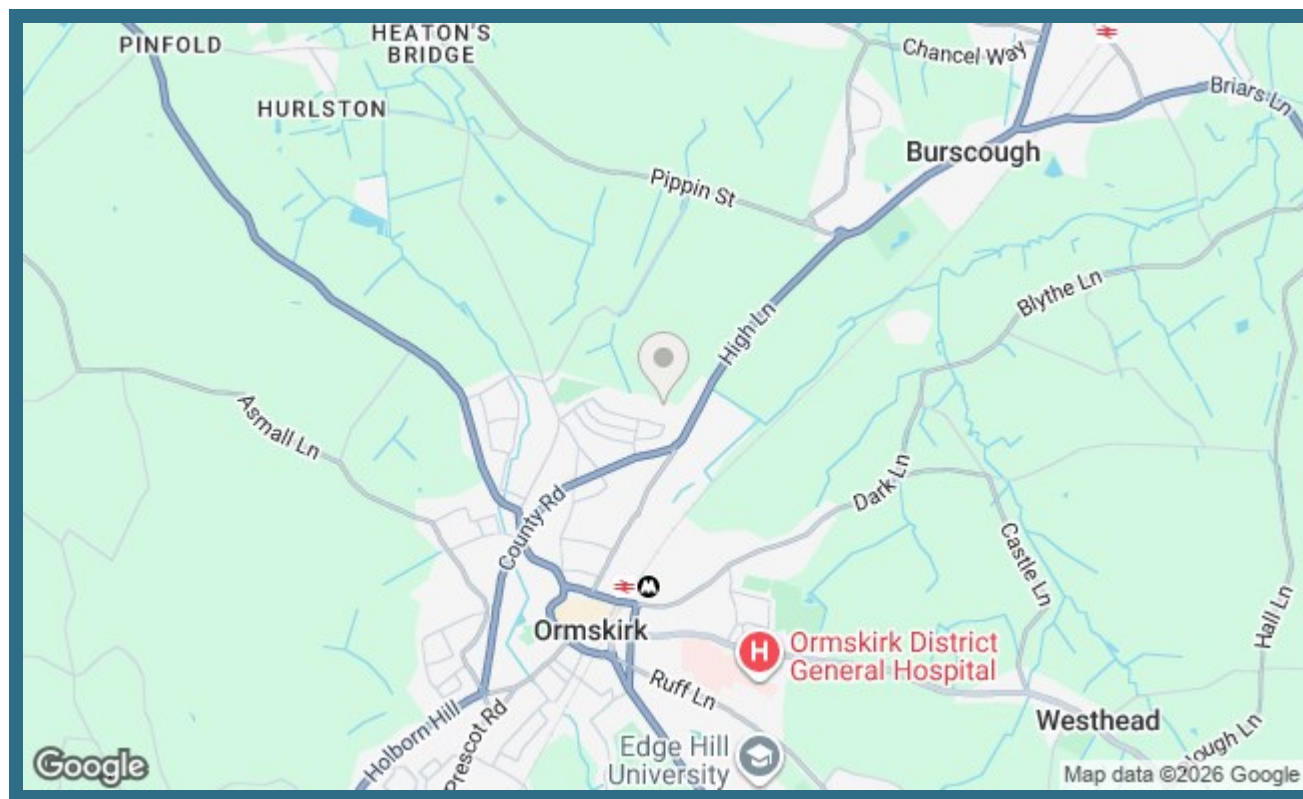 PINFOLD
HEATON'S
BRIDGE
HURLSTON
Chancel Way
Briars Ln
Burscough
Pippin St
Blythe Ln
High Ln
Asmall Ln
Dark Ln
County Rd
Castle Ln
Hall Ln
Ormskirk
H
Ormskirk District
General Hospital
Ruff Ln
Westhead
Holborn Hill
Prescot Rd
Edge Hill
University
lough Ln
Google
Map data ©2026 Google